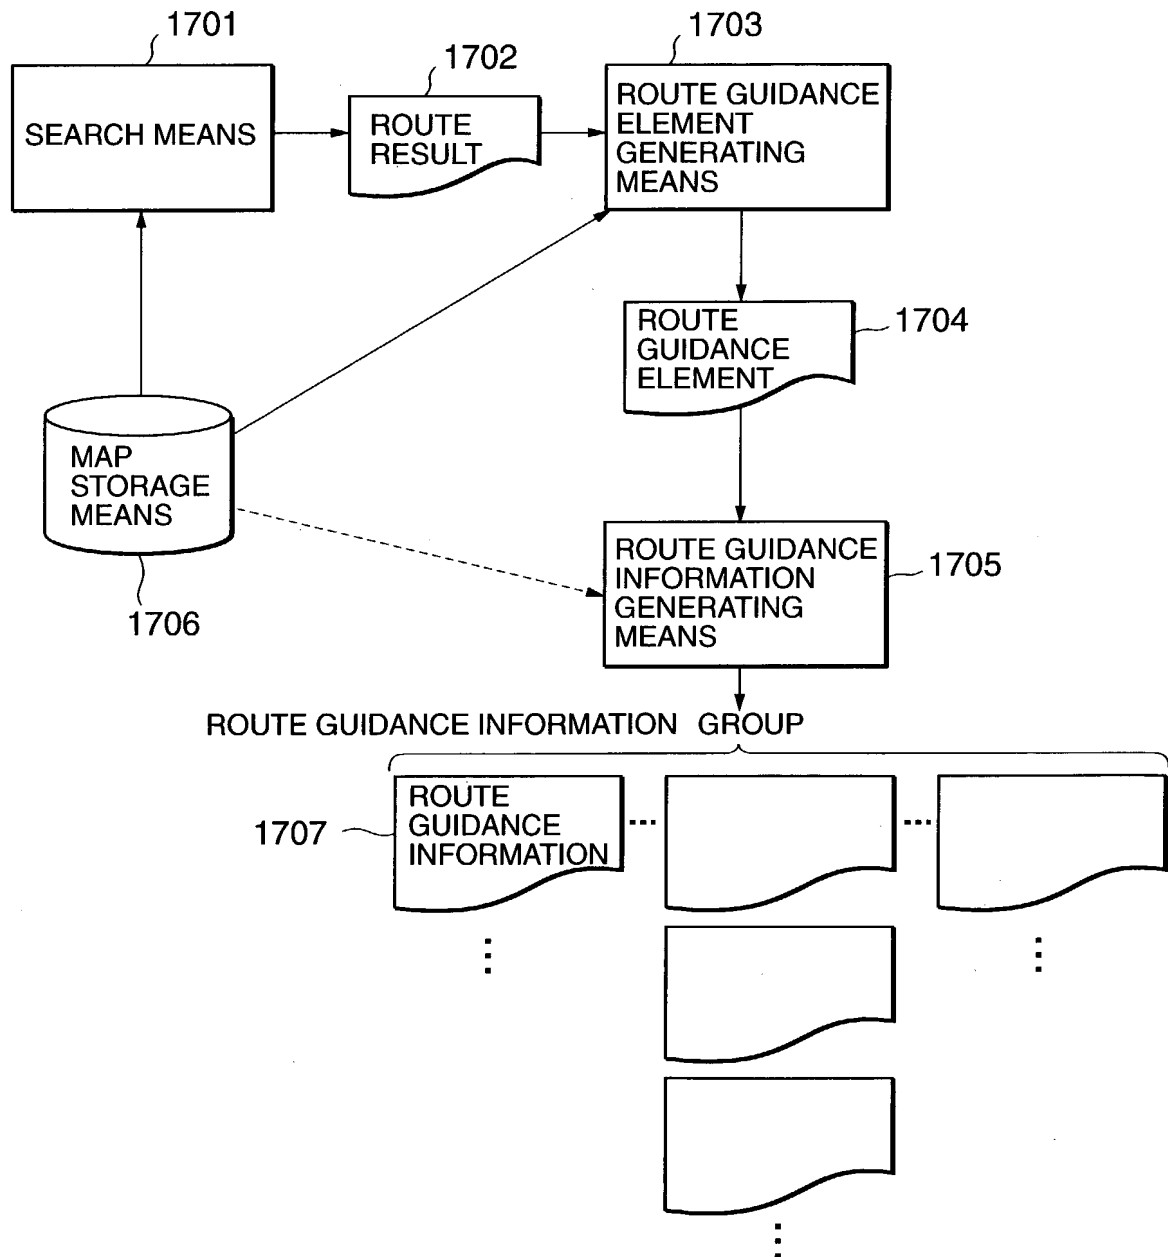 1701
1702
1703
SEARCH MEANS
ROUTE
RESULT
ROUTE GUIDANCE
ELEMENT
GENERATING
MEANS
ROUTE
GUIDANCE
ELEMENT
1704
MAP
STORAGE
MEANS
1706
ROUTE GUIDANCE
INFORMATION
GENERATING
MEANS
1705
ROUTE GUIDANCE INFORMATION GROUP
1707
ROUTE
GUIDANCE
INFORMATION